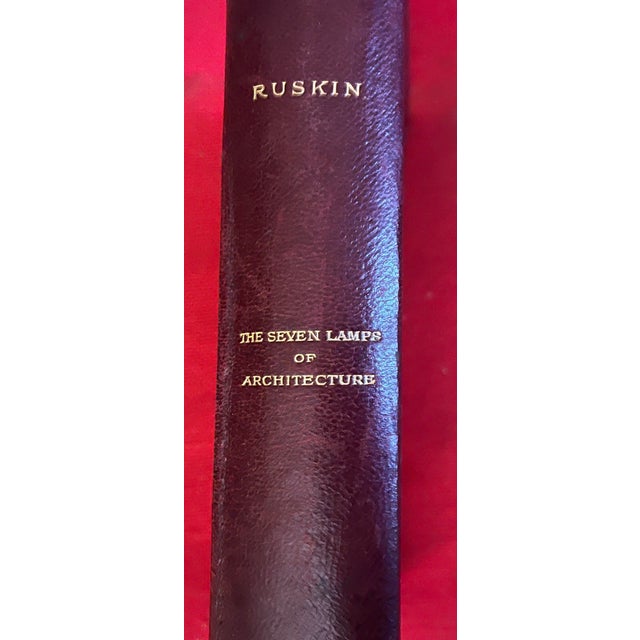 RUSKIN
THE SEVEN LAMPS
OF
ARCHITECTURE